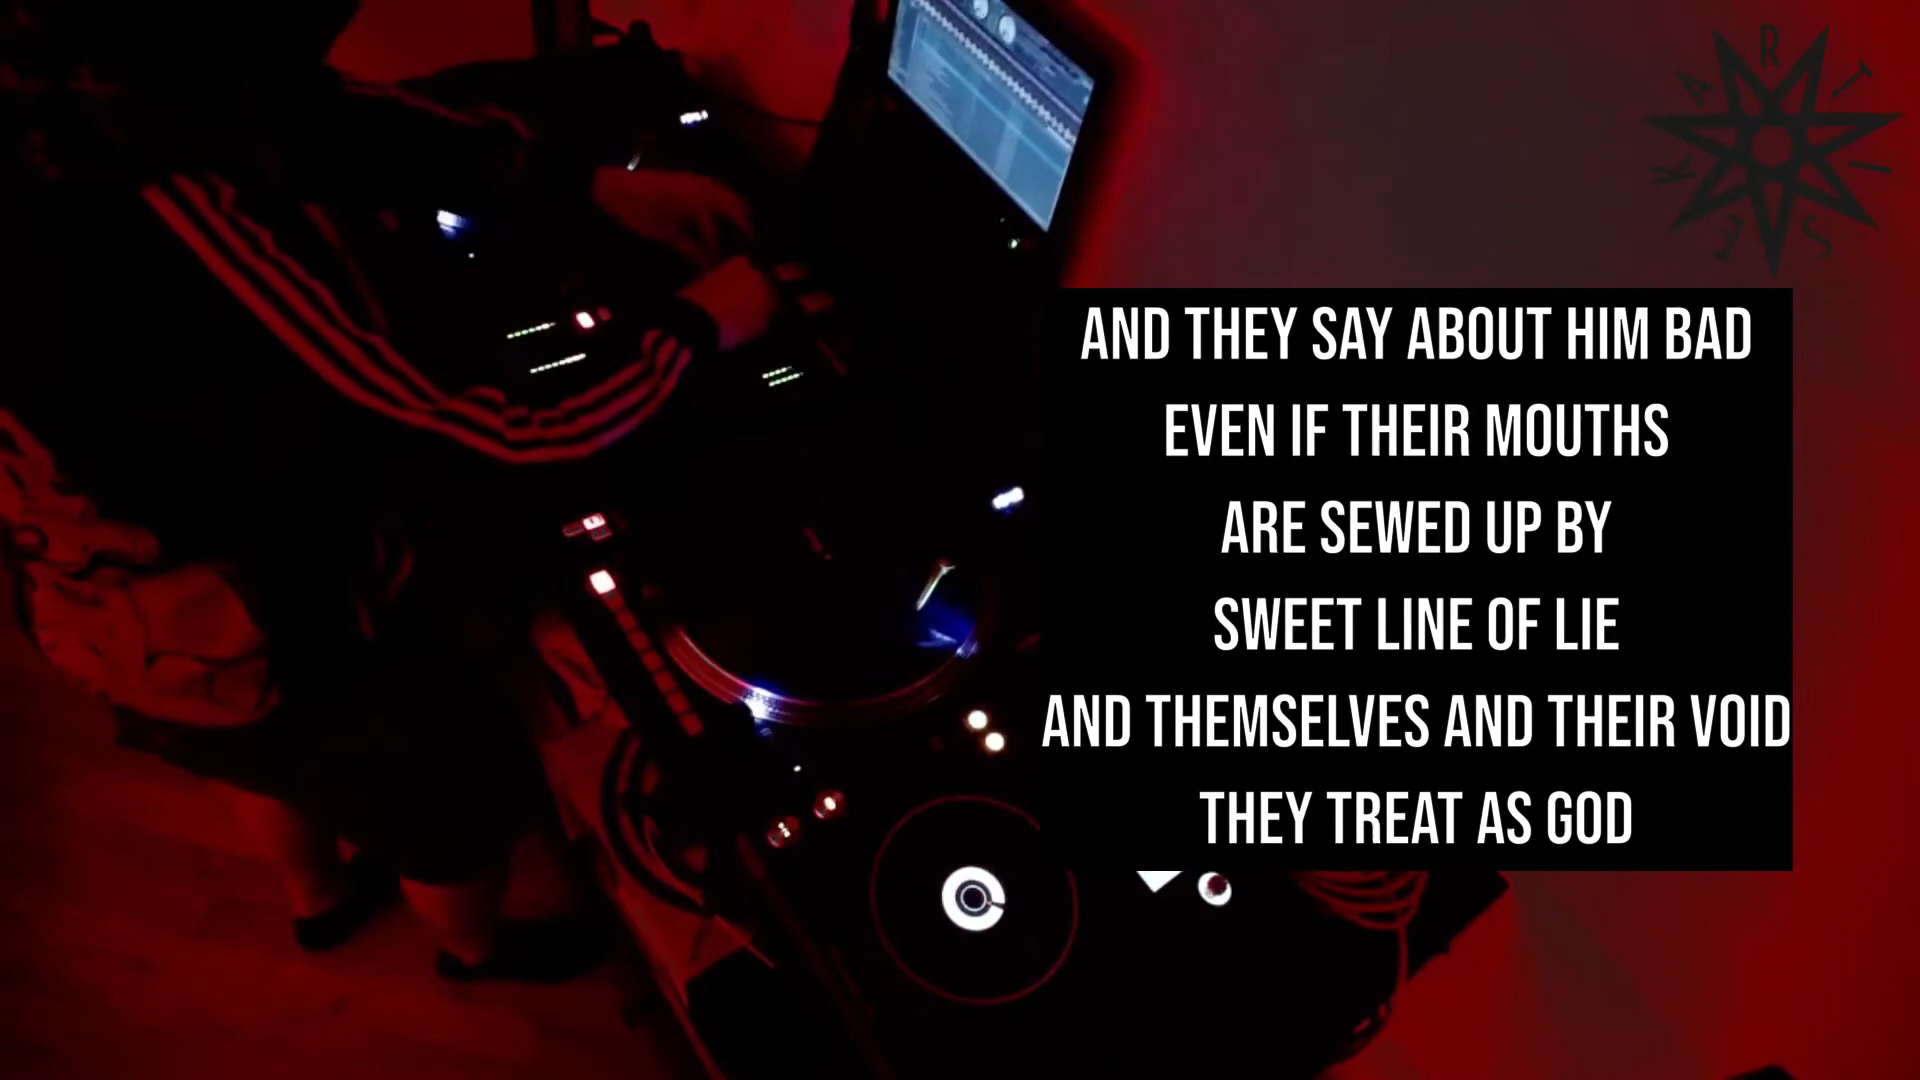 AND THEY SAY ABOUT HIM BAD
EVEN IF THEIR MOUTHS
ARE SEWED UP BY
SWEET LINE OF LIE
AND THEMSELVES AND THEIR VOID
THEY TREAT AS GOD